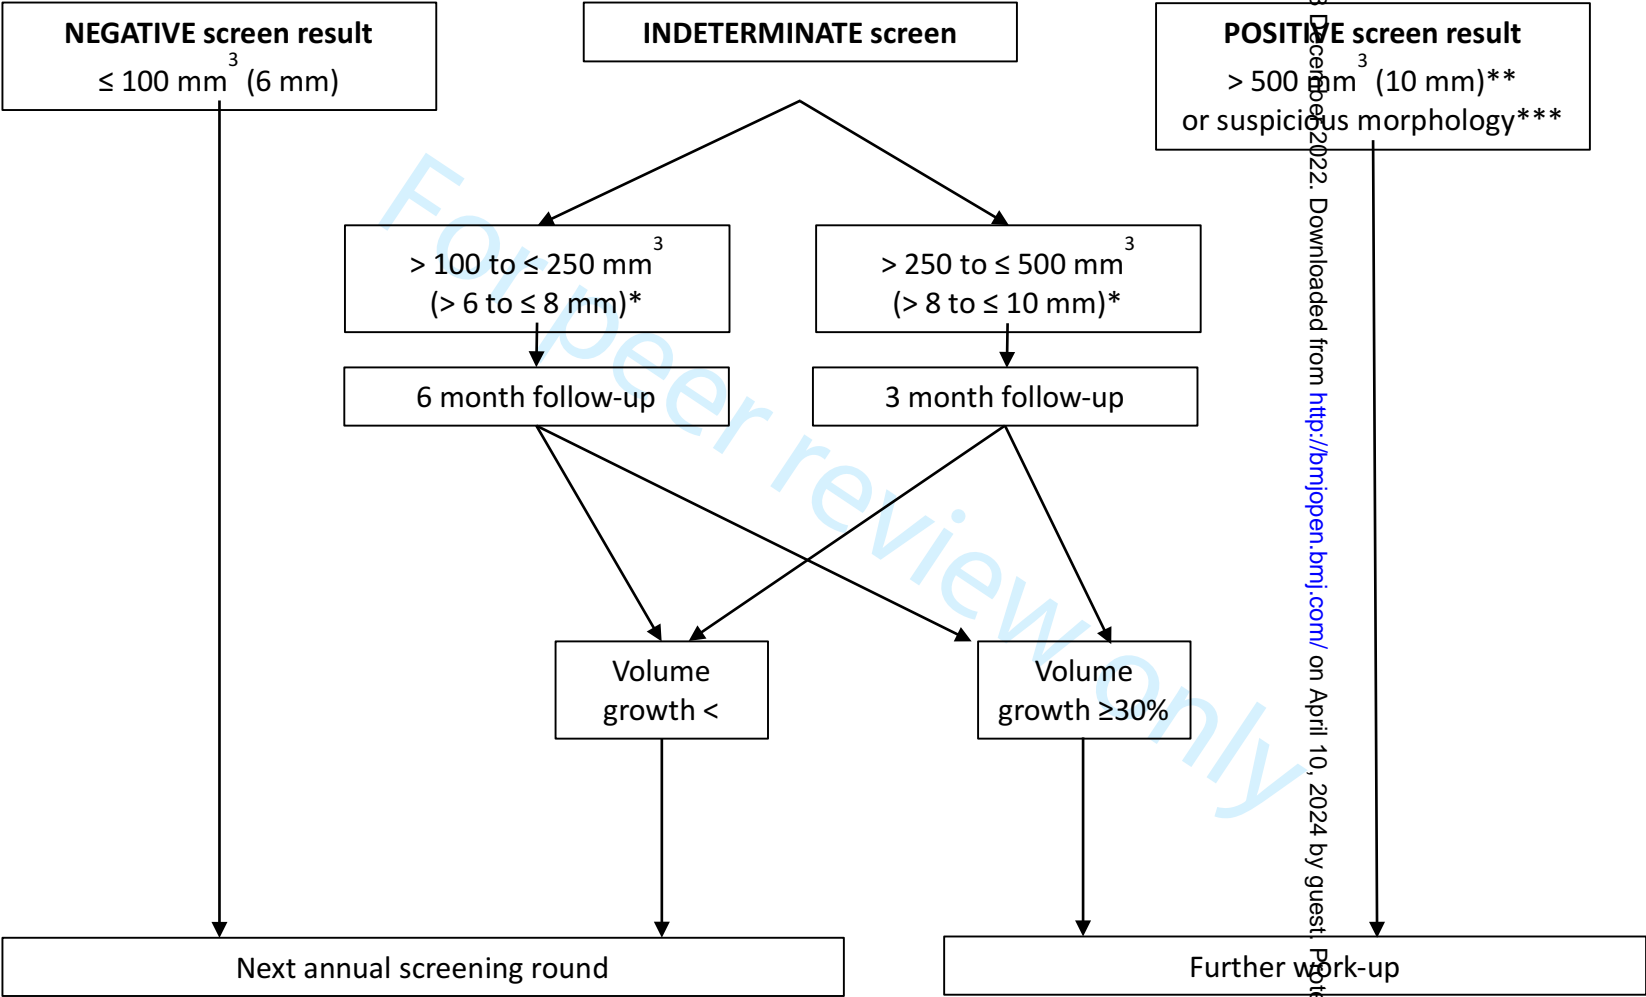 NEGATIVE screen result
≤ 100 mm³ (6 mm)
INDETERMINATE screen
POSITIVE screen result
> 500 mm³ (10 mm)**
or suspicious morphology***
> 100 to ≤ 250 mm³
(> 6 to ≤ 8 mm)*
> 250 to ≤ 500 mm³
(> 8 to ≤ 10 mm)*
6 month follow-up
3 month follow-up
Volume
growth <
Volume
growth ≥30%
Next annual screening round
Further work-up
For peer review only
December 2022. Downloaded from http://bmjopen.bmj.com/ on April 10, 2024 by guest.